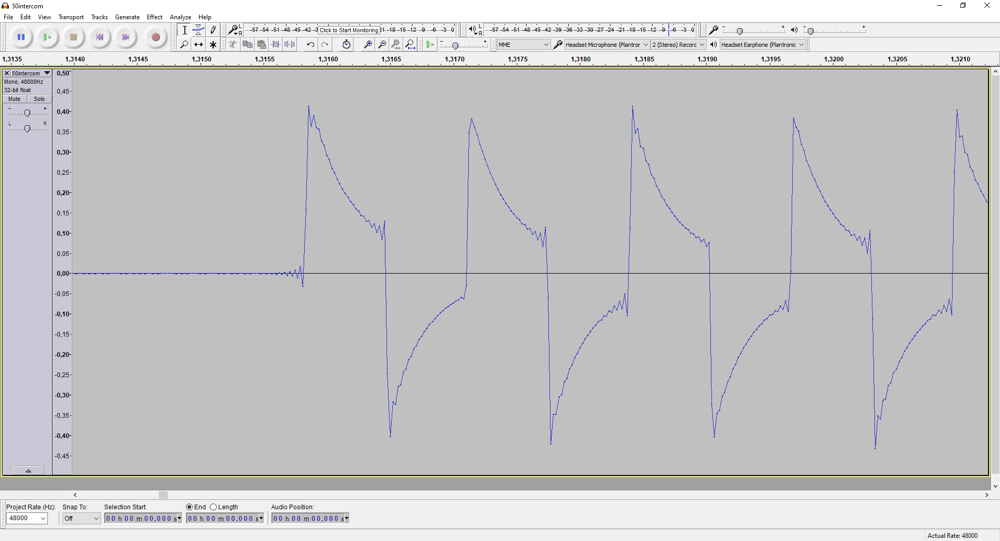 50intercom
File Edit View Transport Tracks Generate Effect Analyze Help
L
R
-57 -54 -51 -48 -45 -42 -3 Click to Start Monitoring 21 -18 -15 -12 -9 -6 -3 0
L
R
-57 -54 -51 -48 -45 -42 -39 -36 -33 -30 -27 -24 -21 -18 -15 -12 -9 -6 -3 0
- +
- +
- +
MME
Headset Microphone (Plantror
2 (Stereo) Record
Headset Earphone (Plantronic
1,3135 1,3140 1,3145 1,3150 1,3155 1,3160 1,3165 1,3170 1,3175 1,3180 1,3185 1,3190 1,3195 1,3200 1,3205 1,3210
50intercom
Mono, 48000Hz
32-bit float
Mute Solo
- +
L R
0,50
0,45
0,40
0,35
0,30
0,25
0,20
0,15
0,10
0,05
0,00
-0,05
-0,10
-0,15
-0,20
-0,25
-0,30
-0,35
-0,40
-0,45
Project Rate (Hz): Snap To: Selection Start: End Length Audio Position:
48000 Off 00 h 00 m 00.000 s 00 h 00 m 00.000 s 00 h 00 m 00.000 s
Actual Rate: 48000